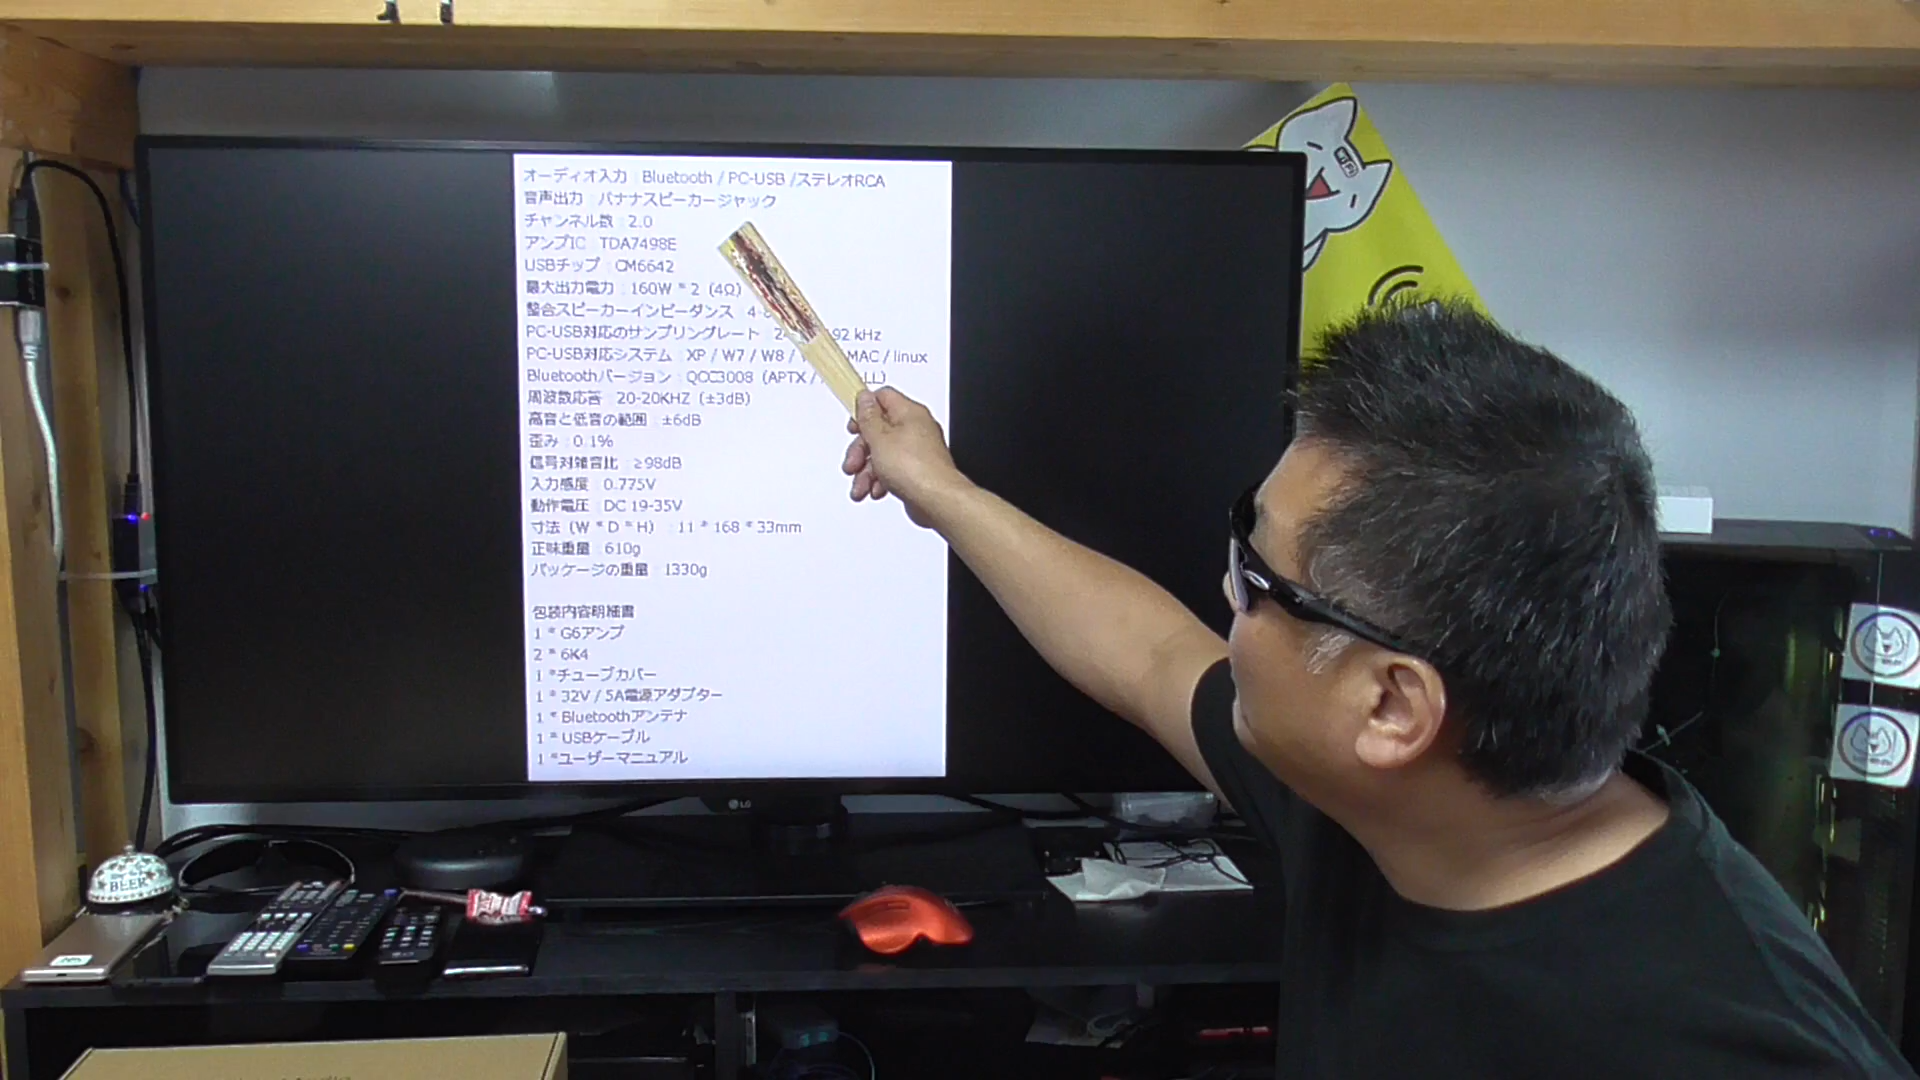 オーディオ入力 : Bluetooth / PC-USB /ステレオRCA
音声出力 : バナナスピーカージャック
チャンネル数 : 2.0
アンプIC : TDA7498E
USBチップ : CM6642
最大出力電力 : 160W * 2 (4Ω)
整合スピーカーインピーダンス : 4-
PC-USB対応のサンプリングレート : 2 92 kHz
PC-USB対応システム : XP / W7 / W8 / MAC / linux
Bluetoothバージョン : QCC3008 (APTX / LL)
周波数応答 : 20-20KHZ (±3dB)
高音と低音の範囲 : ±6dB
歪み : 0.1%
信号対雑音比 : ≥98dB
入力感度 : 0.775V
動作電圧 : DC 19-35V
寸法 (W * D * H) : 11 * 168 * 33mm
正味重量 : 610g
パッケージの重量 : 1330g
包装内容明細書
1 * G6アンプ
2 * 6K4
1 *チューブカバー
1 * 32V / 5A電源アダプター
1 * Bluetoothアンテナ
1 * USBケーブル
1 *ユーザーマニュアル
LG
BEER
WiFi